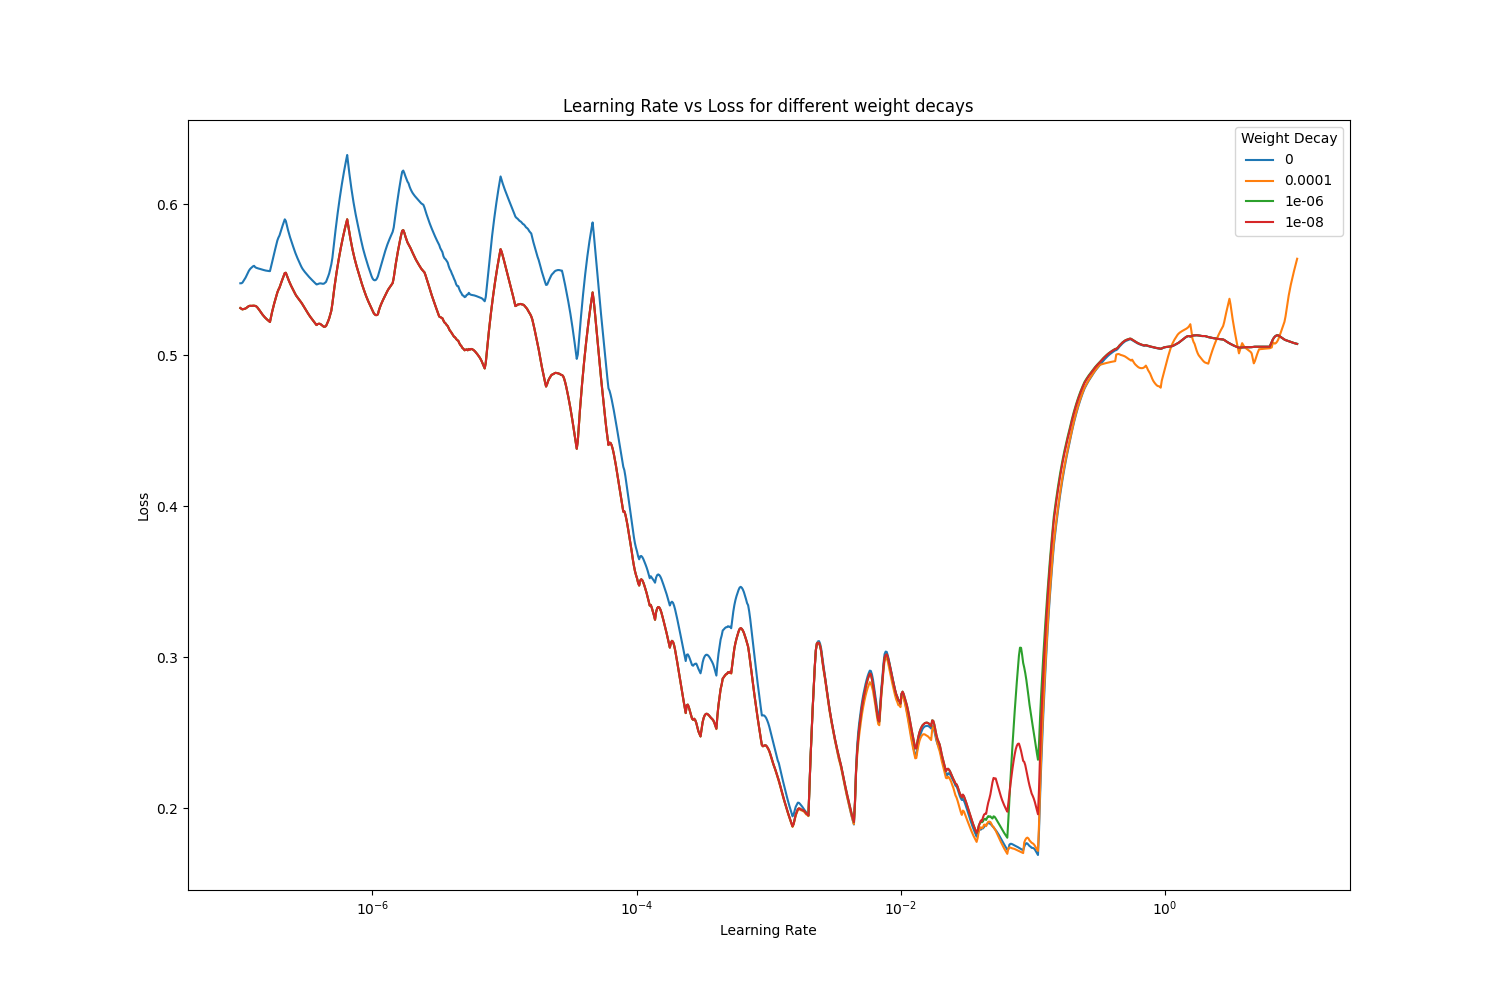 Learning Rate vs Loss for different weight decays
Weight Decay
0
0.0001
1e-06
1e-08
Loss
0.6
0.5
0.4
0.3
0.2
10⁻⁶
10⁻⁴
10⁻²
10⁰
Learning Rate